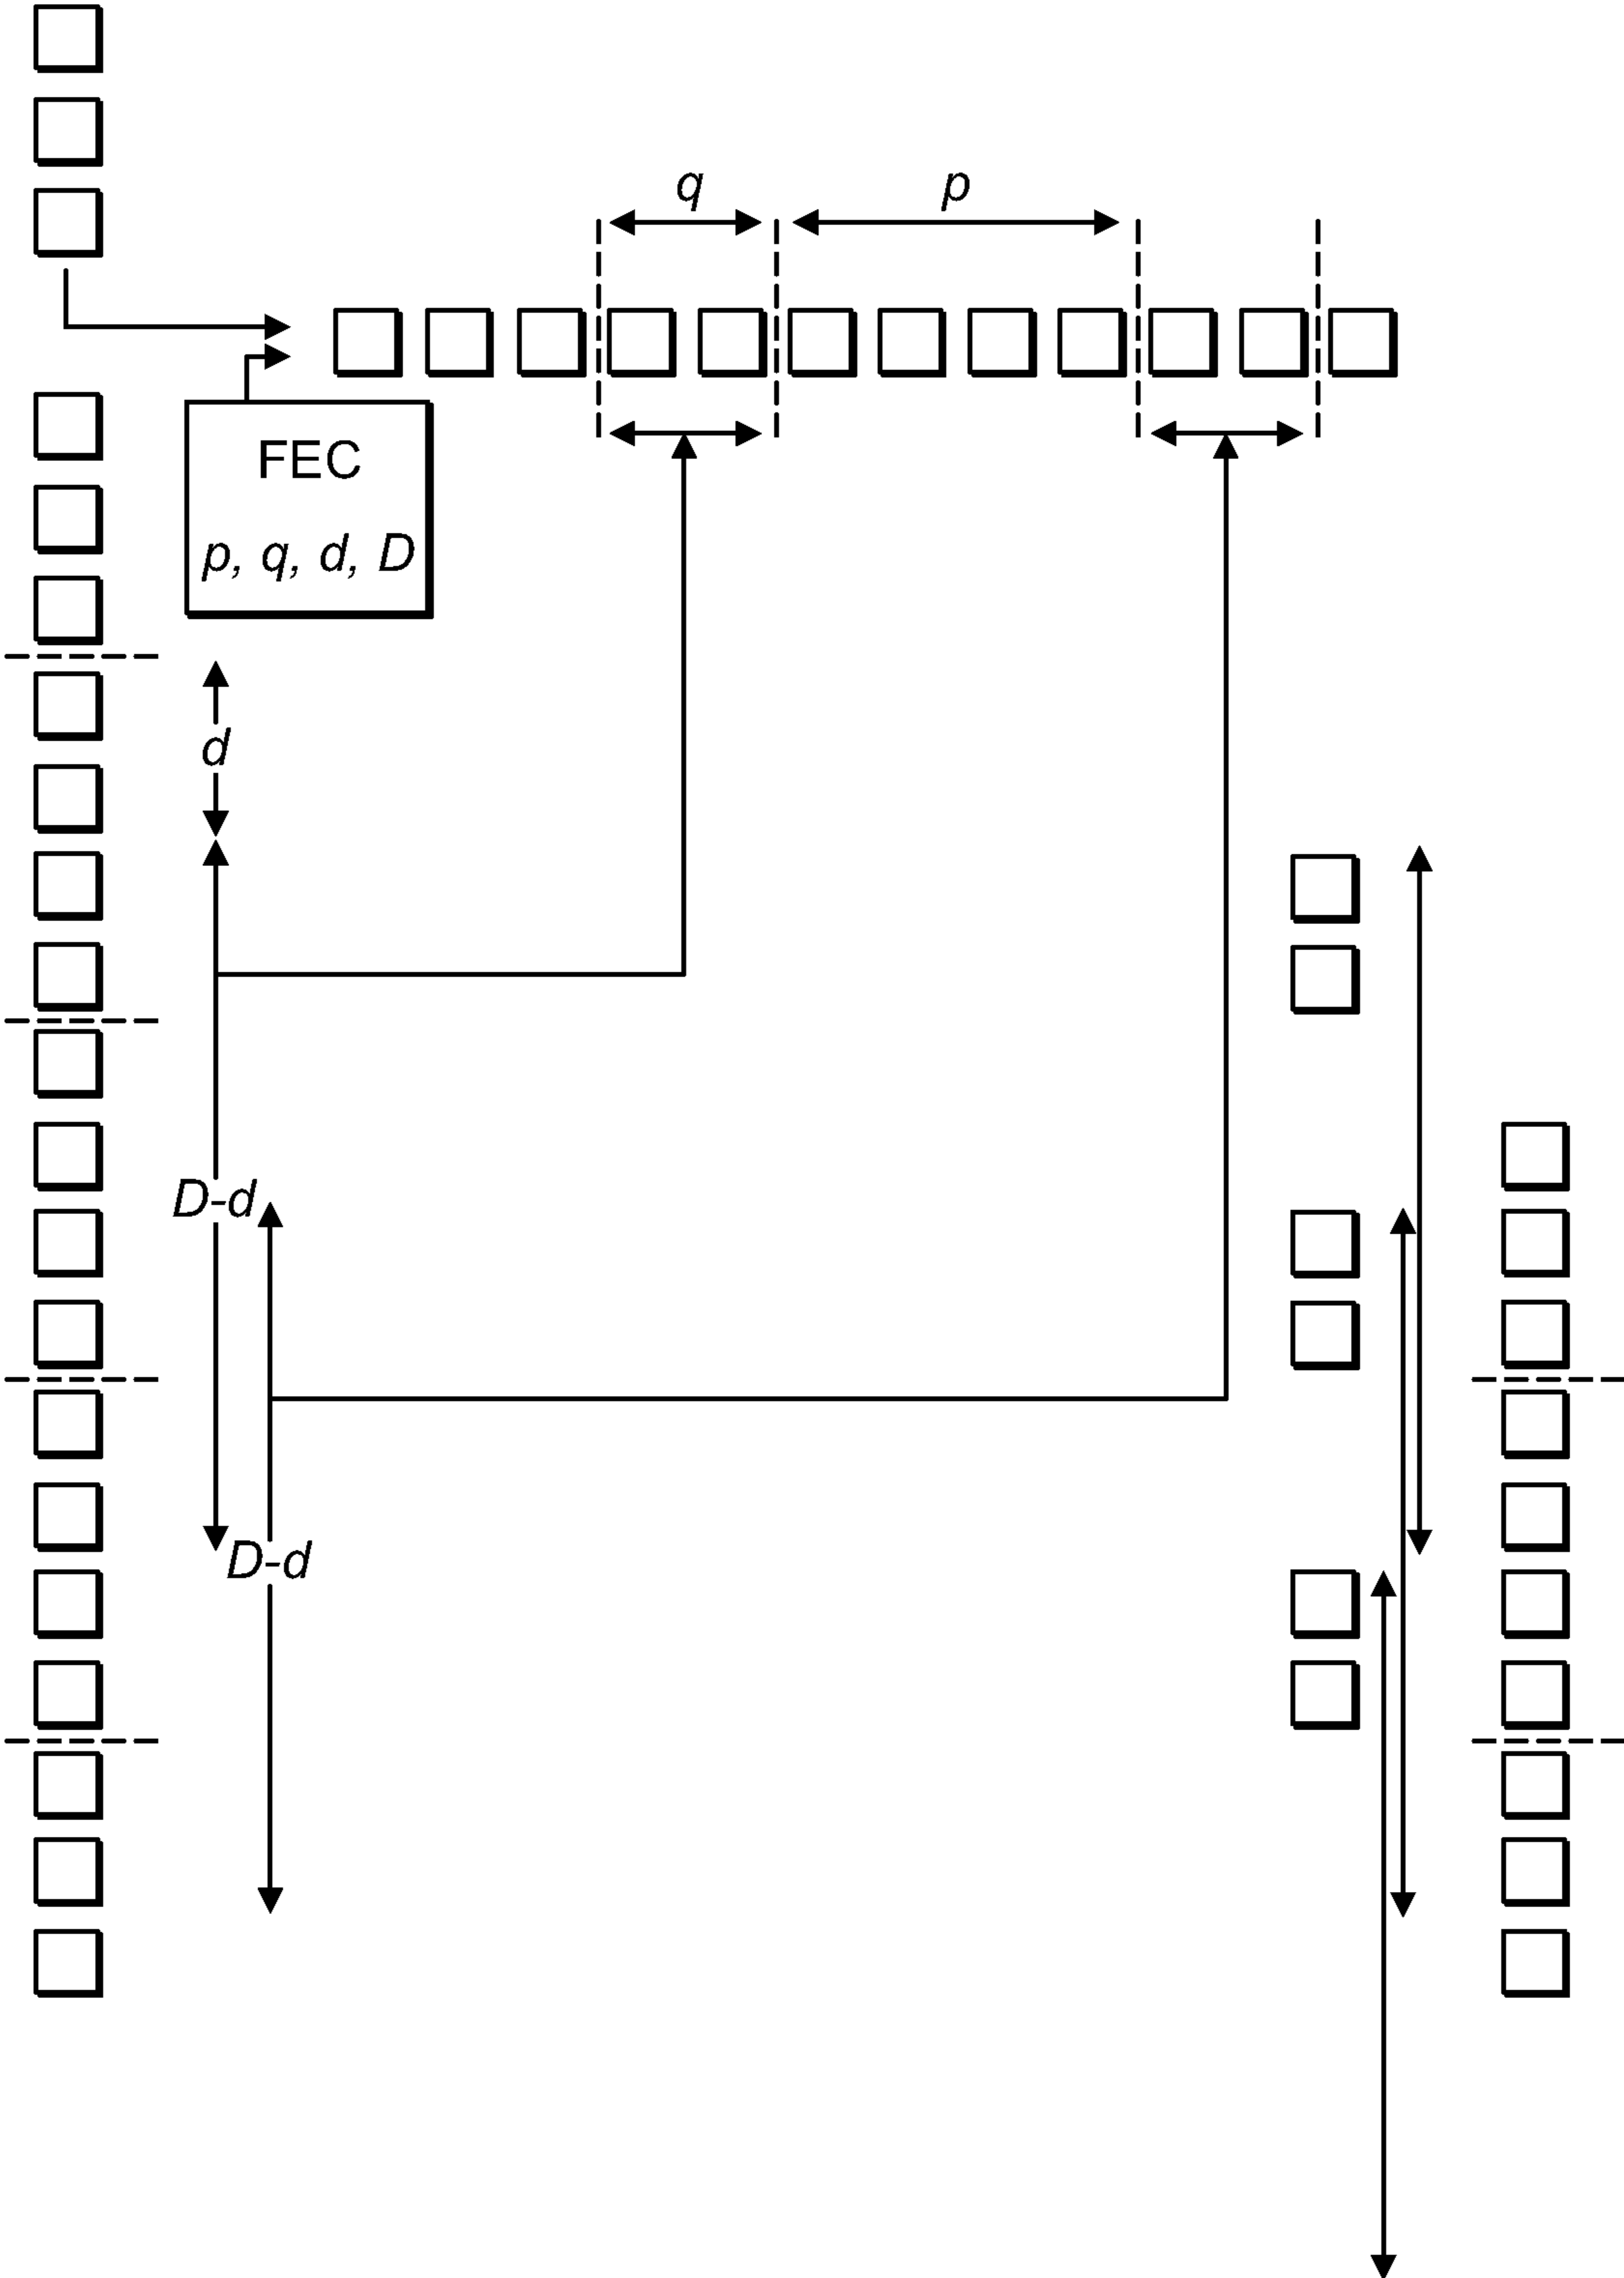 q
p
FEC
p, q, d, D
d
D-d
D-d